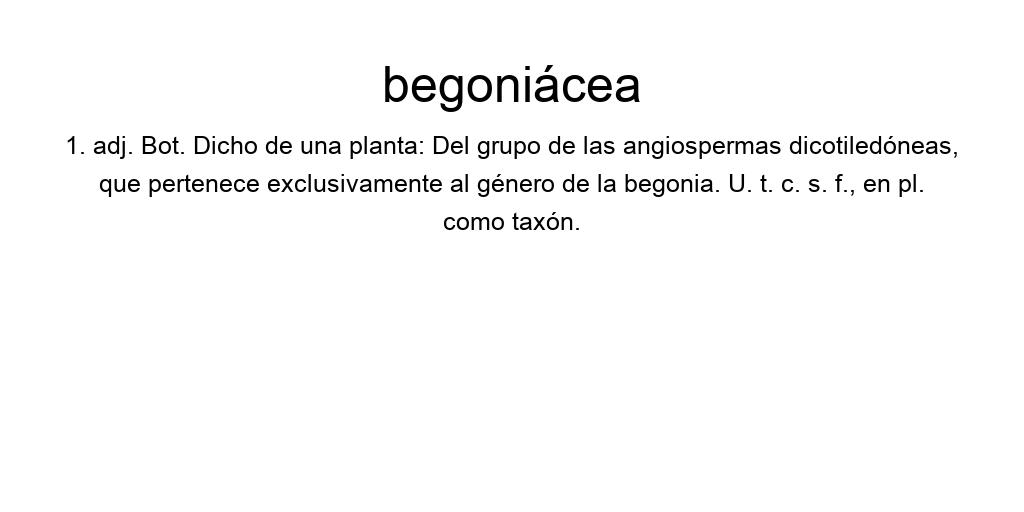 begoniácea
1. adj. Bot. Dicho de una planta: Del grupo de las angiospermas dicotiledóneas,
que pertenece exclusivamente al género de la begonia. U. t. c. s. f., en pl.
como taxón.